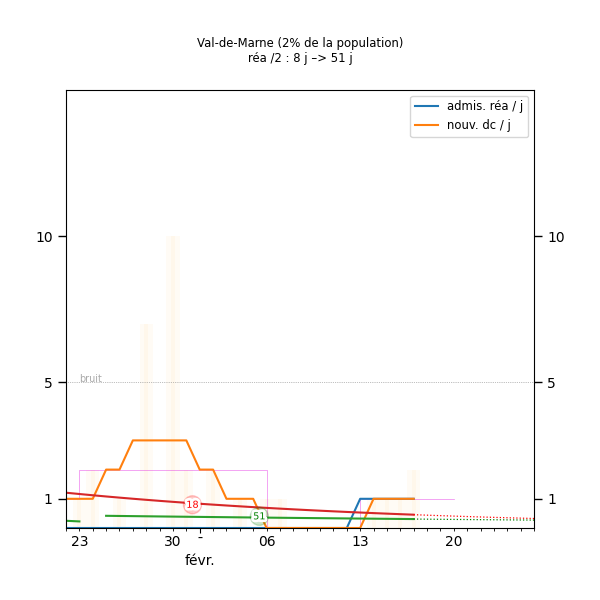 Val-de-Marne (2% de la population)
réa /2 : 8 j –> 51 j
admis. réa / j
nouv. dc / j
10
10
bruit
5
5
18
1
1
51
23
30
-
06
13
20
févr.